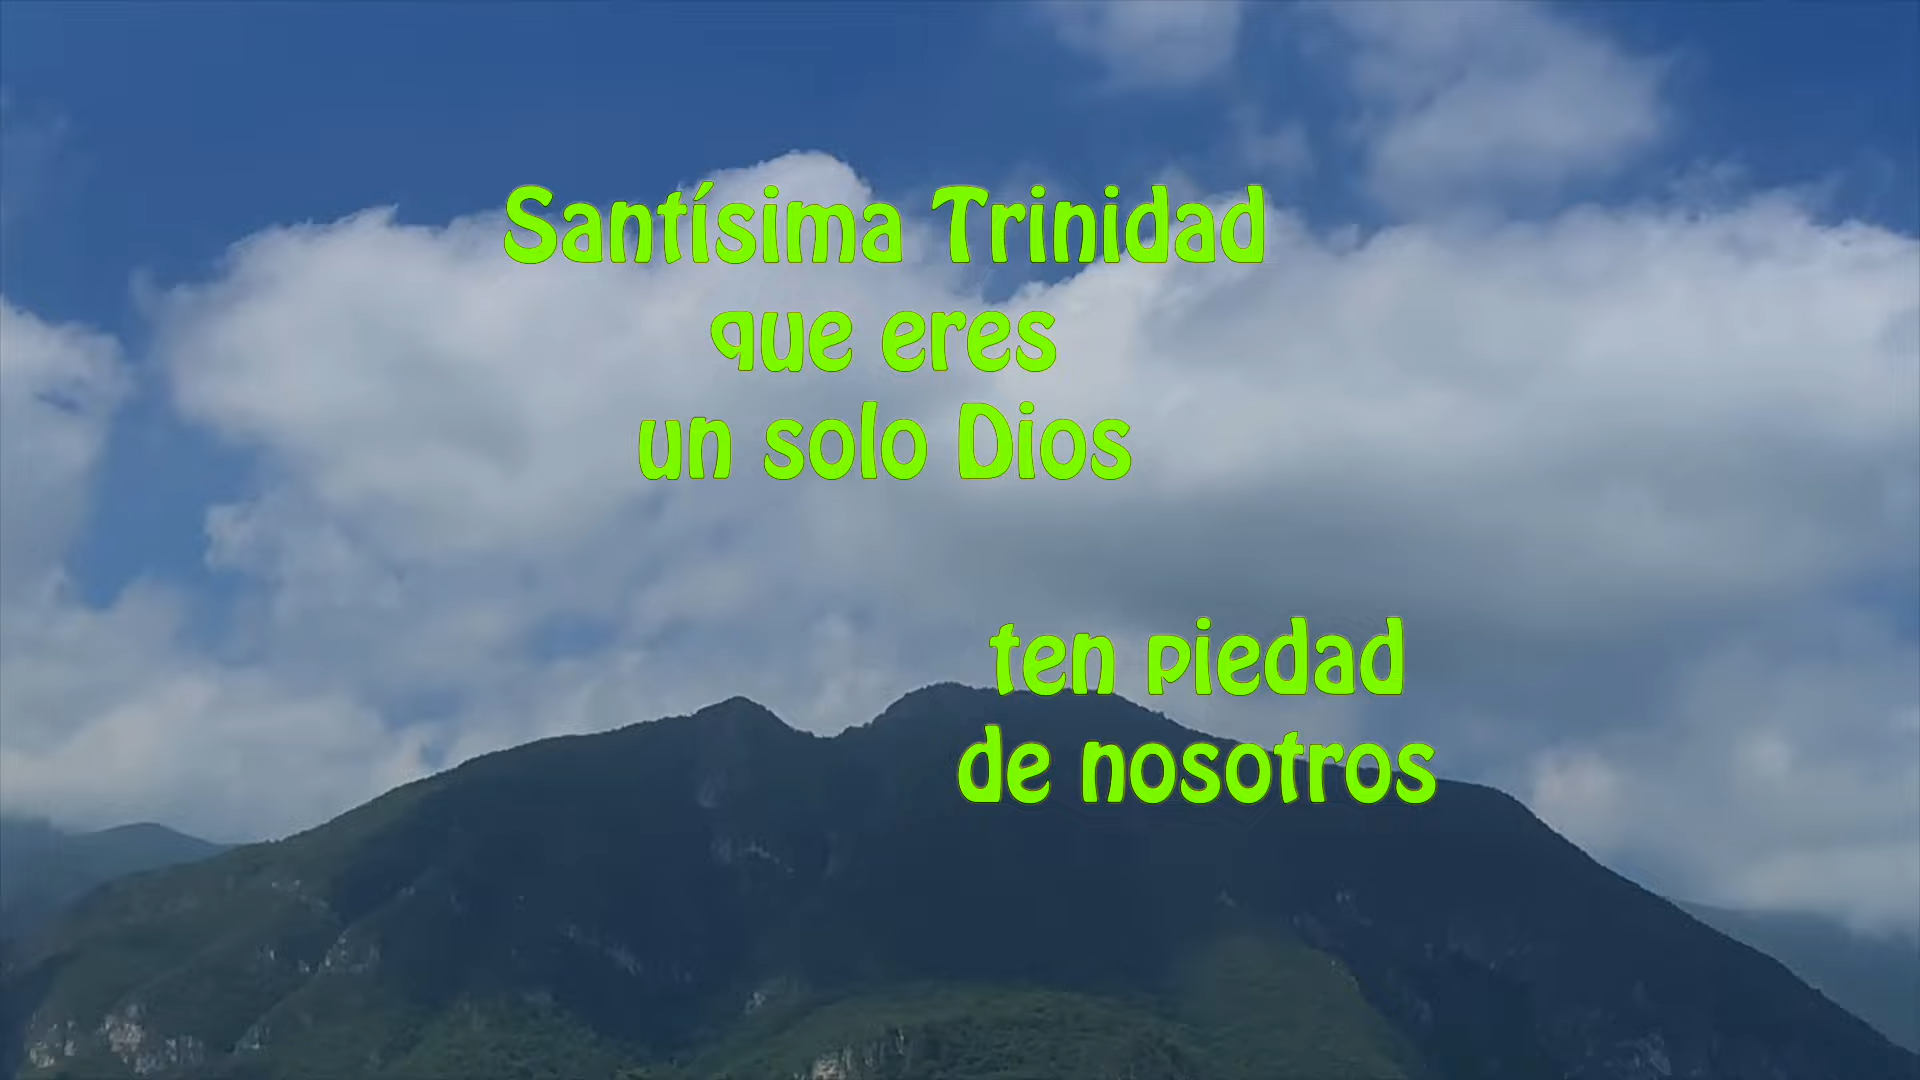 Santísima Trinidad
que eres
un solo Dios
ten piedad
de nosotros